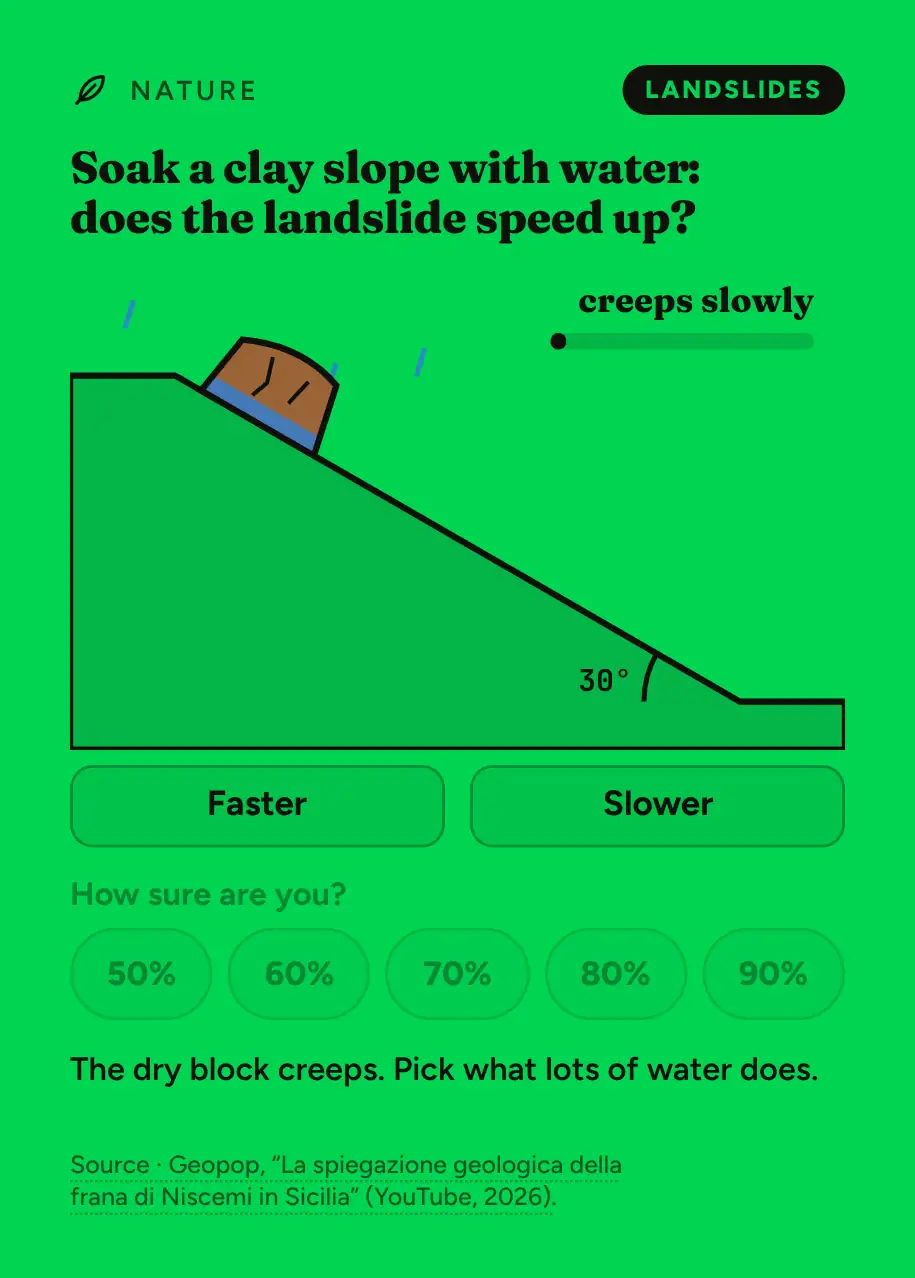 NATURE
LANDSLIDES
Soak a clay slope with water:
does the landslide speed up?
creeps slowly
30°
Faster
Slower
How sure are you?
50%
60%
70%
80%
90%
The dry block creeps. Pick what lots of water does.
Source · Geopop, “La spiegazione geologica della
frana di Niscemi in Sicilia” (YouTube, 2026).